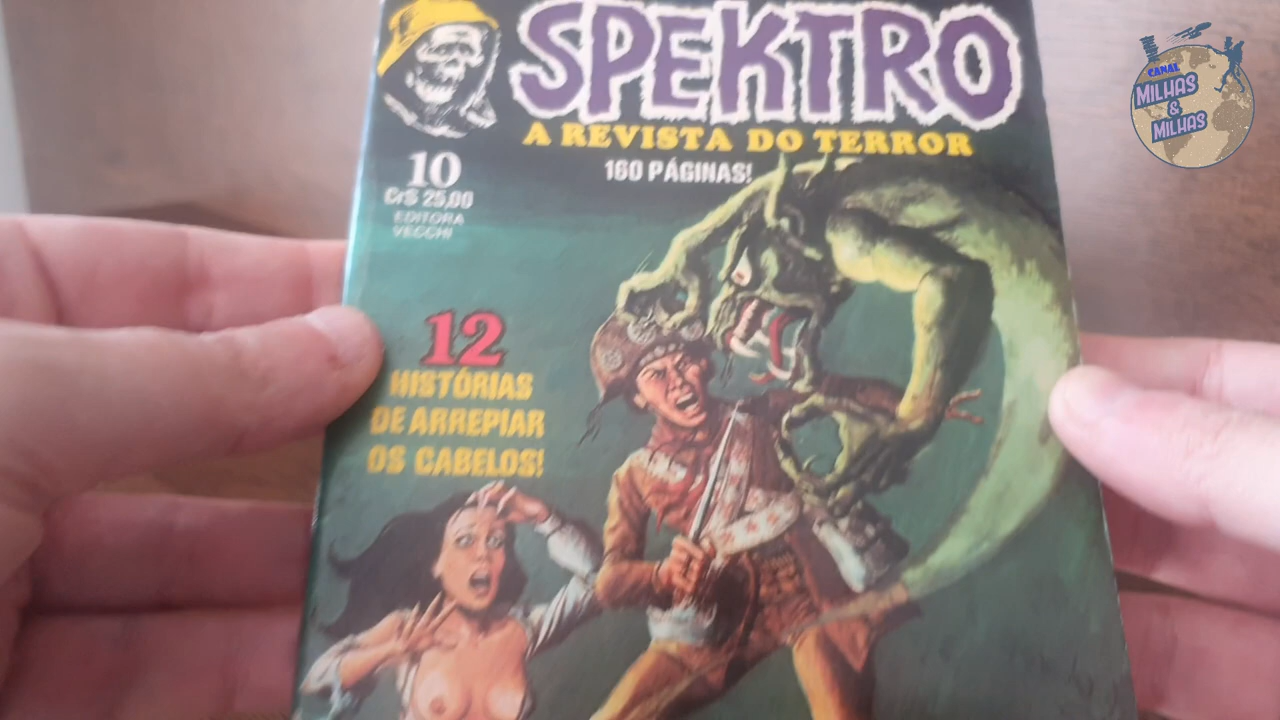 SPEKTRO
A REVISTA DO TERROR
160 PÁGINAS!
10
Cr$ 25,00
EDITORA
VECCHI
12
HISTÓRIAS
DE ARREPIAR
OS CABELOS!
CANAL
MILHAS
&
MILHAS